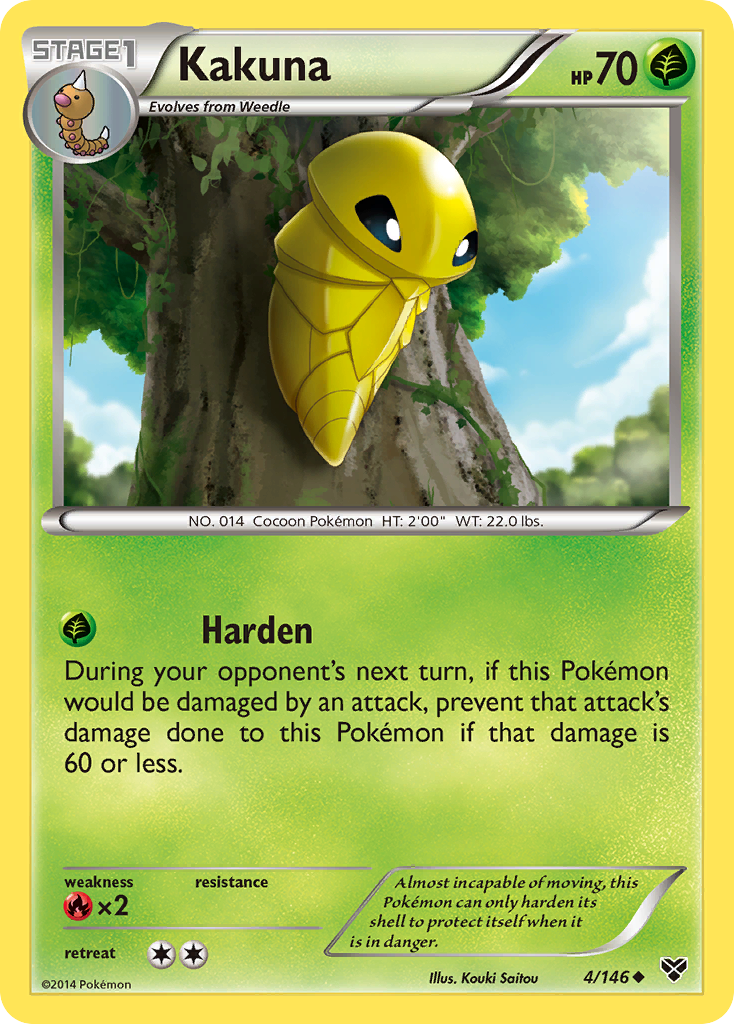 STAGE1
Kakuna
HP70
Evolves from Weedle
NO. 014 Cocoon Pokémon HT: 2'00" WT: 22.0 lbs.
Harden
During your opponent's next turn, if this Pokémon
would be damaged by an attack, prevent that attack's
damage done to this Pokémon if that damage is
60 or less.
weakness
resistance
×2
retreat
Almost incapable of moving, this
Pokémon can only harden its
shell to protect itself when it
is in danger.
©2014 Pokémon
Illus. Kouki Saitou
4/146